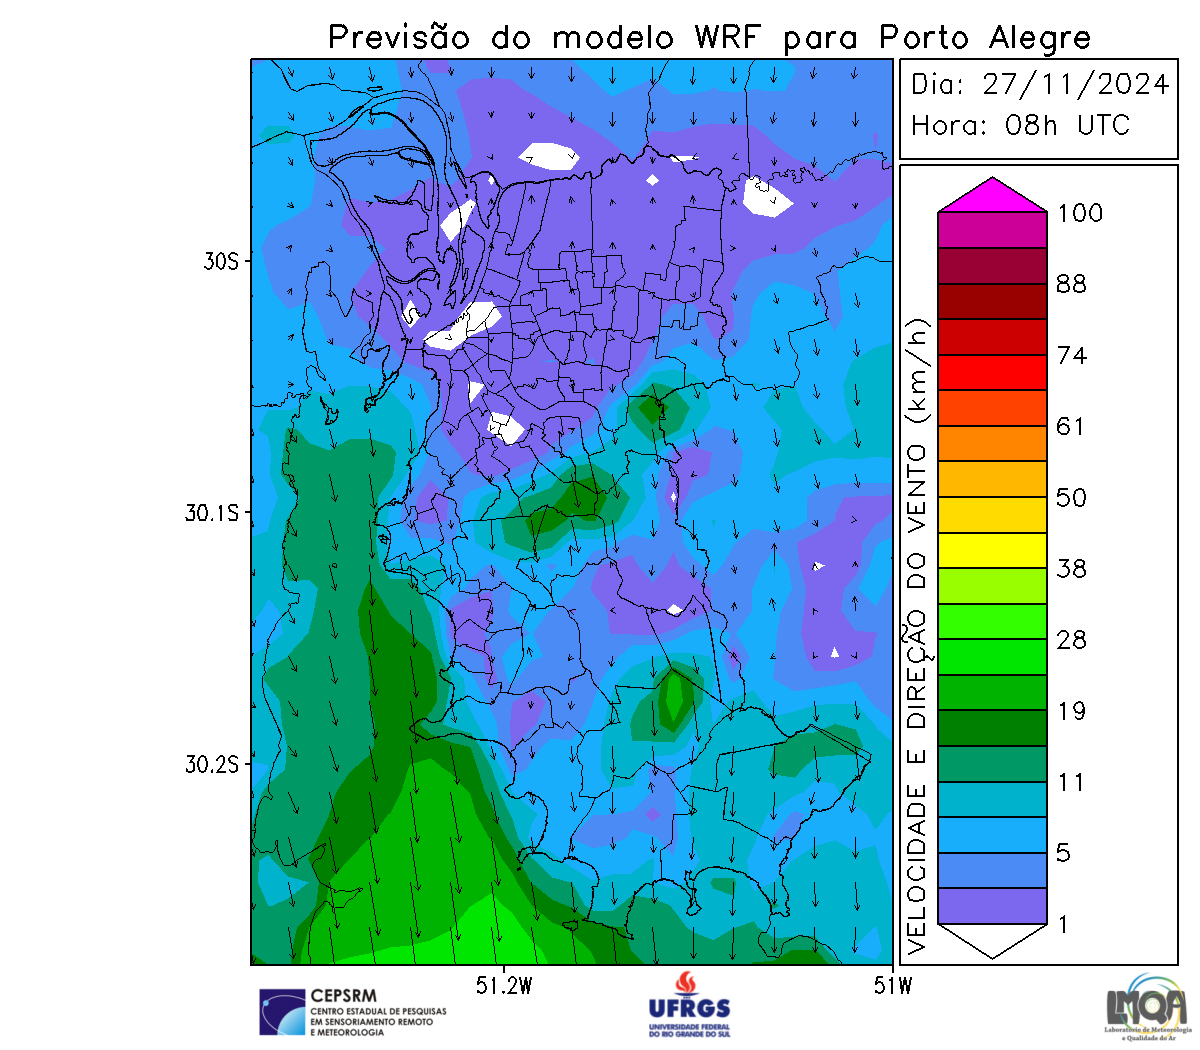 Previsão do modelo WRF para Porto Alegre
Dia: 27/11/2024
Hora: 08h UTC
30S
30.1S
30.2S
51.2W
51W
VELOCIDADE E DIREÇÃO DO VENTO (km/h)
100
88
74
61
50
38
28
19
11
5
1
CEPSRM
CENTRO ESTADUAL DE PESQUISAS
EM SENSORIAMENTO REMOTO
E METEOROLOGIA
UFRGS
UNIVERSIDADE FEDERAL
DO RIO GRANDE DO SUL
LMQA
Laboratório de Meteorologia
e Qualidade do Ar